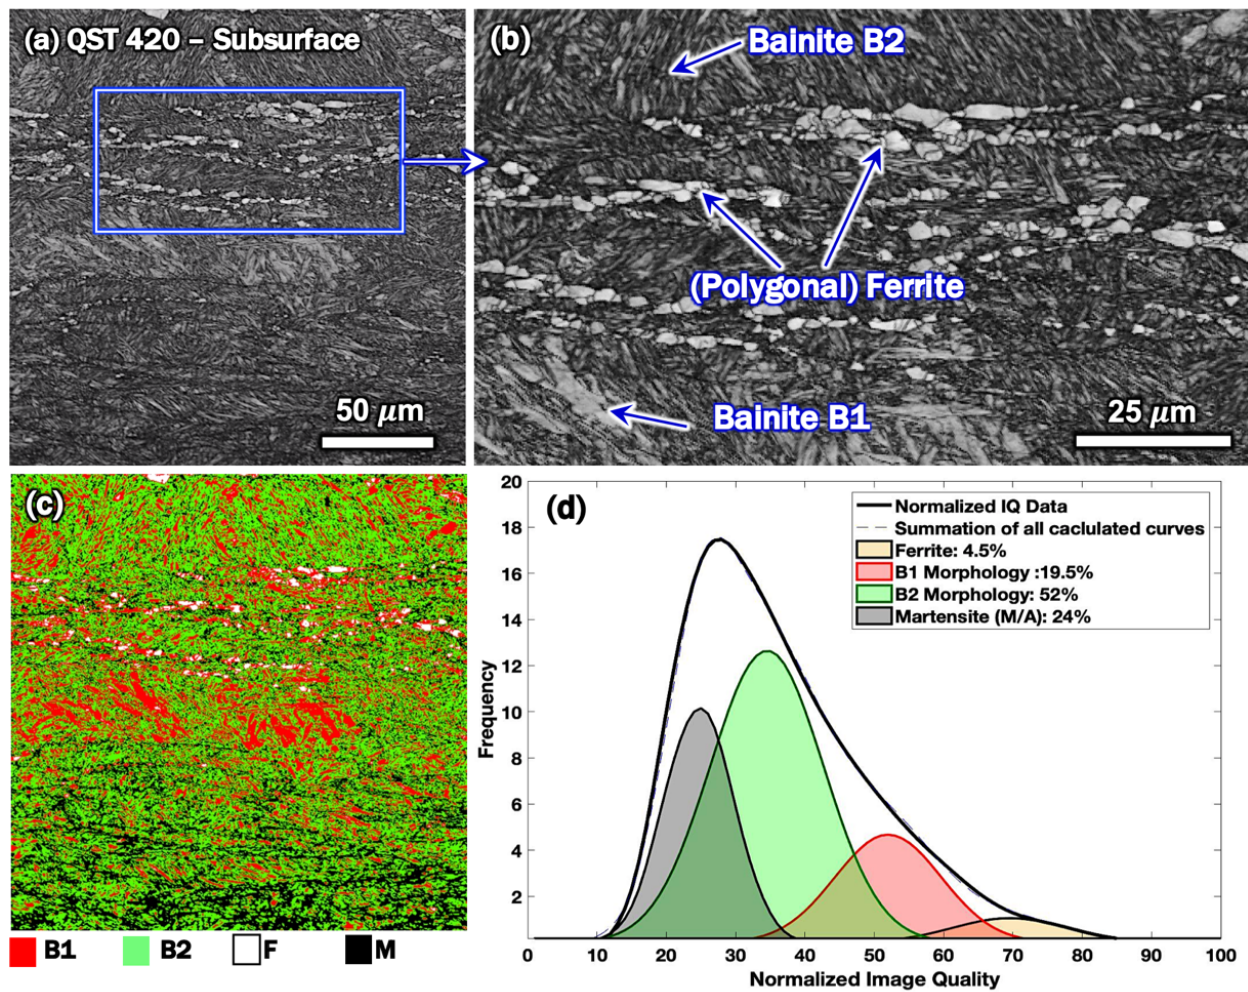 (a) QST 420 – Subsurface
50 μm
(b)
Bainite B2
(Polygonal) Ferrite
Bainite B1
25 μm
(c)
B1 B2 F M
(d)
Normalized IQ Data
Summation of all caclulated curves
Ferrite: 4.5%
B1 Morphology :19.5%
B2 Morphology: 52%
Martensite (M/A): 24%
Frequency
20
18
16
14
12
10
8
6
4
2
0 10 20 30 40 50 60 70 80 90 100
Normalized Image Quality